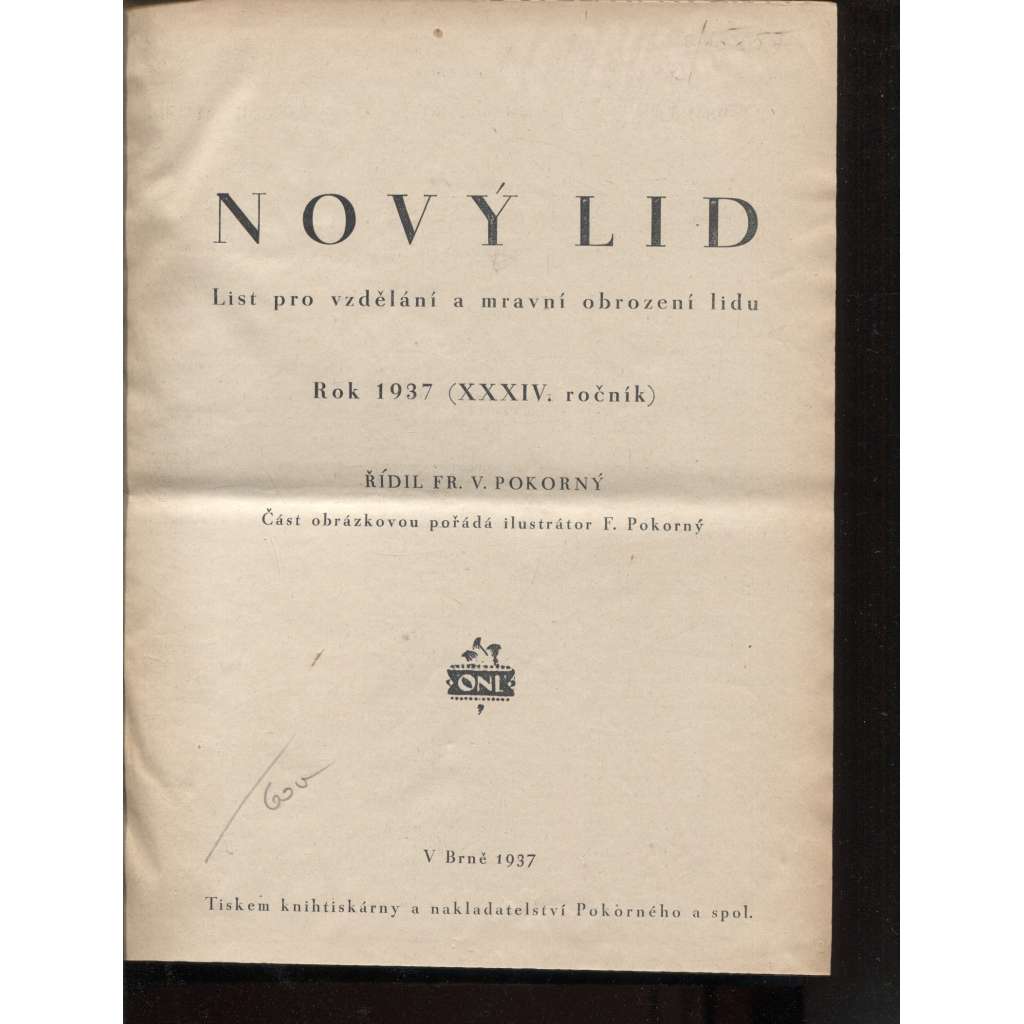 NOVÝ LID
List pro vzdělání a mravní obrození lidu
Rok 1937 (XXXIV. ročník)
ŘÍDIL FR. V. POKORNÝ
Část obrázkovou pořádá ilustrátor F. Pokorný
ONL
V Brně 1937
Tiskem knihtiskárny a nakladatelství Pokorného a spol.